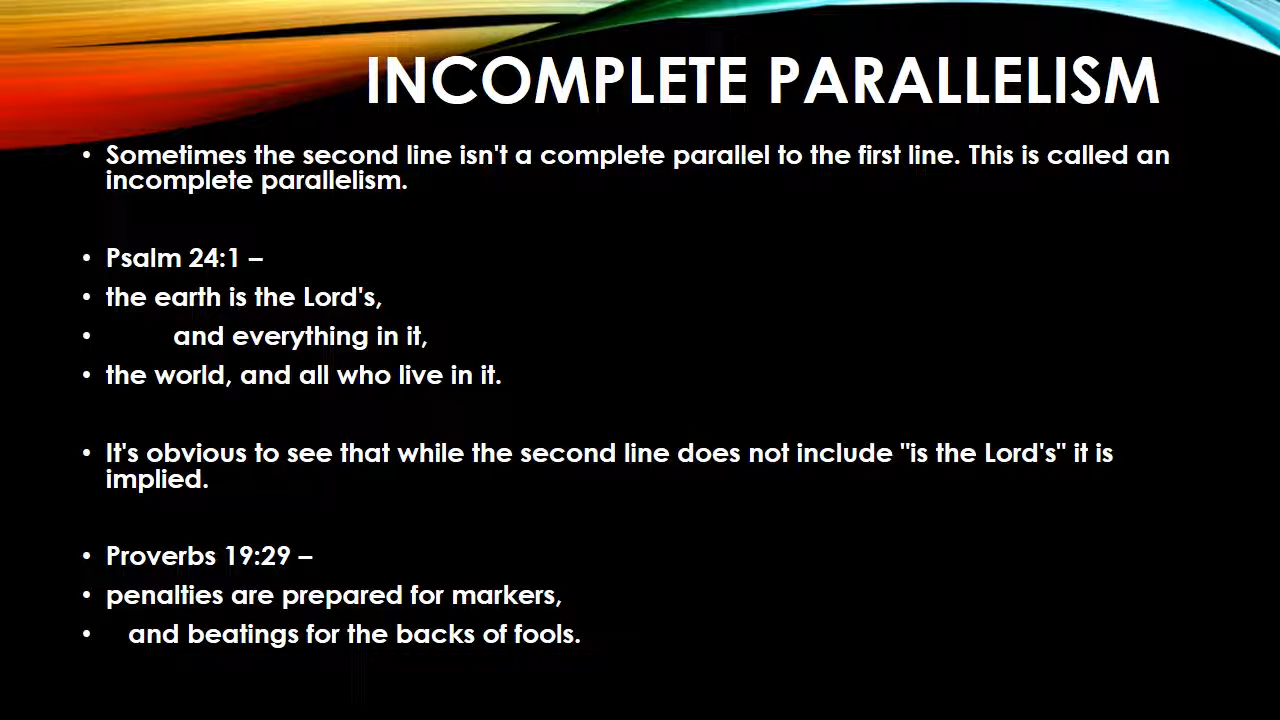 INCOMPLETE PARALLELISM
• Sometimes the second line isn't a complete parallel to the first line. This is called an
incomplete parallelism.
• Psalm 24:1 –
• the earth is the Lord's,
• and everything in it,
• the world, and all who live in it.
• It's obvious to see that while the second line does not include "is the Lord's" it is
implied.
• Proverbs 19:29 –
• penalties are prepared for markers,
• and beatings for the backs of fools.